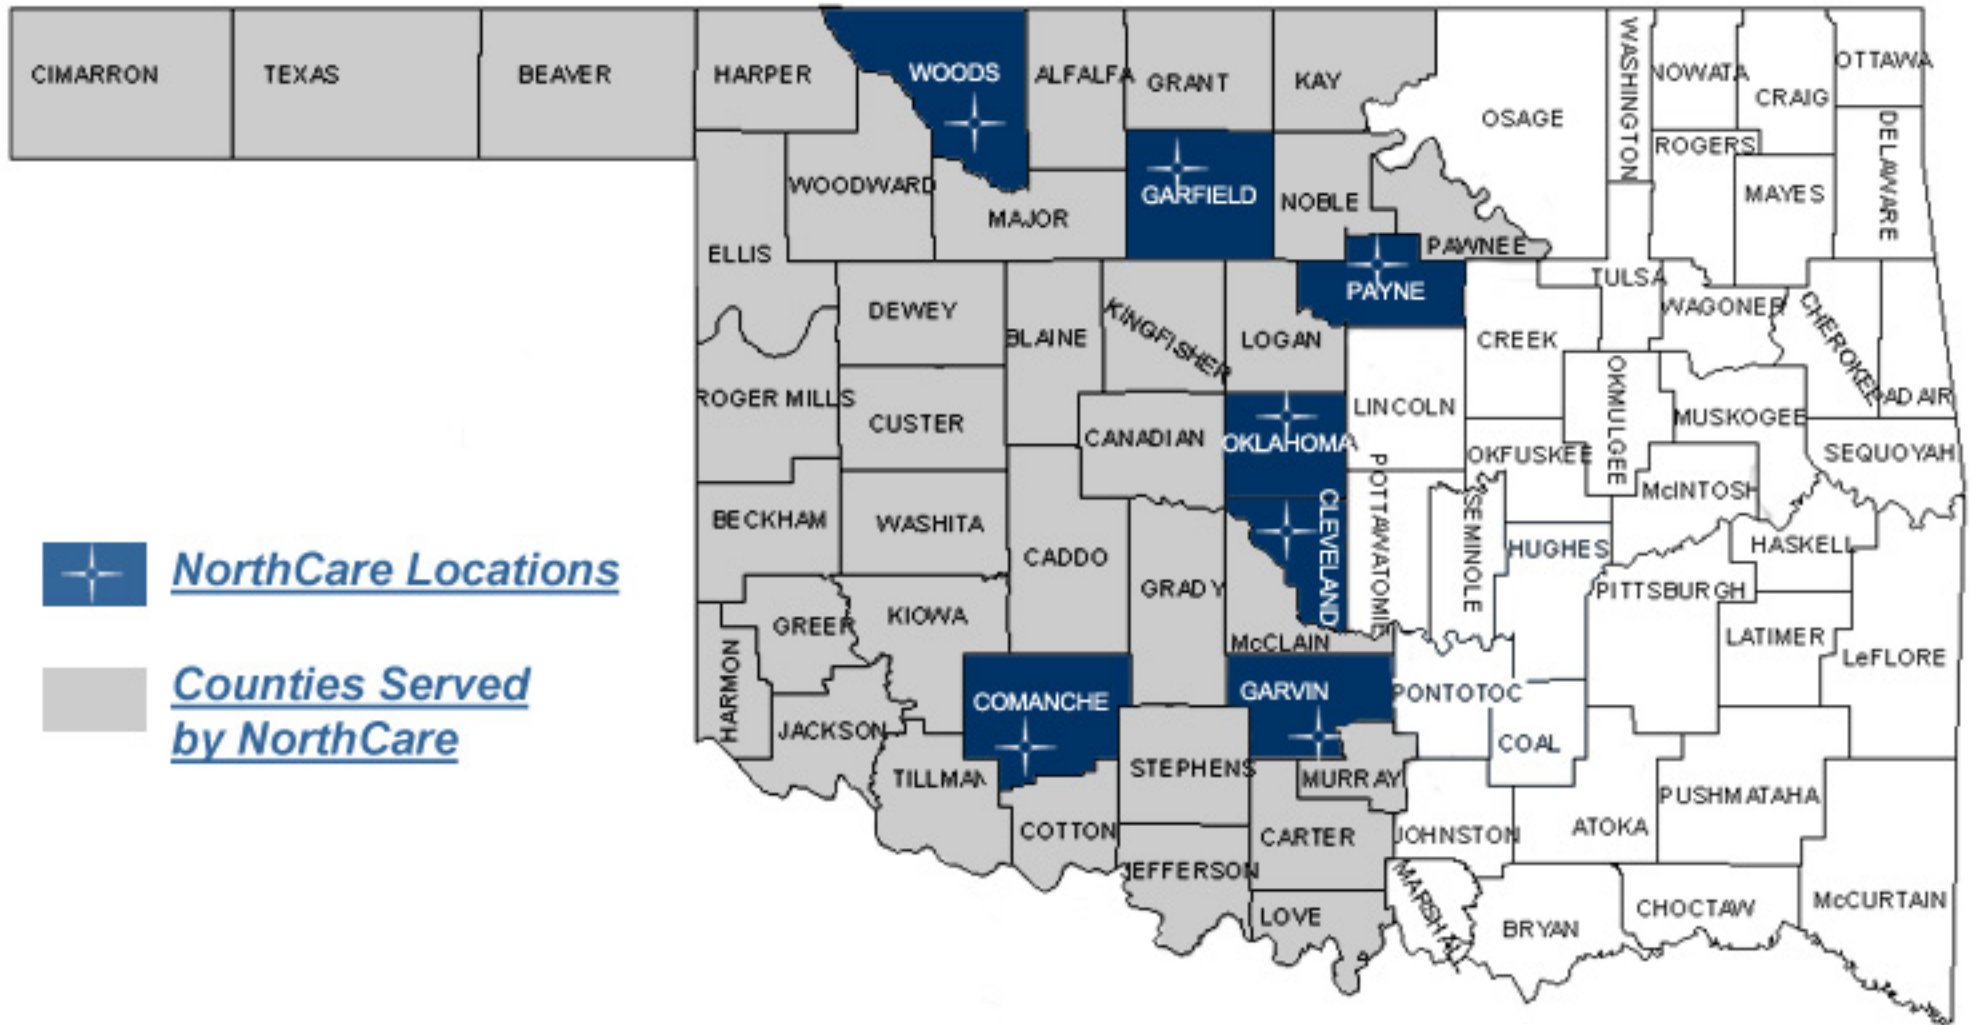 CIMARRON
TEXAS
BEAVER
HARPER
WOODS
ALFALFA
GRANT
KAY
OSAGE
WASHINGTON
NOWATA
CRAIG
OTTAWA
ROGERS
DELAWARE
WOODWARD
MAJOR
GARFIELD
NOBLE
PAWNEE
MAYES
ELLIS
DEWEY
BLAINE
KINGFISHER
LOGAN
PAYNE
CREEK
TULSA
WAGONER
CHEROKEE
ADAIR
ROGER MILLS
CUSTER
CANADIAN
OKLAHOMA
LINCOLN
OKFUSKEE
OKMULGEE
MUSKOGEE
SEQUOYAH
McINTOSH
BECKHAM
WASHITA
CADDO
GRADY
CLEVELAND
POTTAWATOMIE
SEMINOLE
HUGHES
HASKELL
PITTSBURGH
NorthCare Locations
GREER
KIOWA
McCLAIN
LATIMER
LeFLORE
HARMON
JACKSON
COMANCHE
GARVIN
PONTOTOC
COAL
Counties Served
by NorthCare
TILLMAN
STEPHENS
MURRAY
PUSHMATAHA
COTTON
CARTER
JOHNSTON
ATOKA
JEFFERSON
LOVE
MARSHAL
BRYAN
CHOCTAW
McCURTAIN